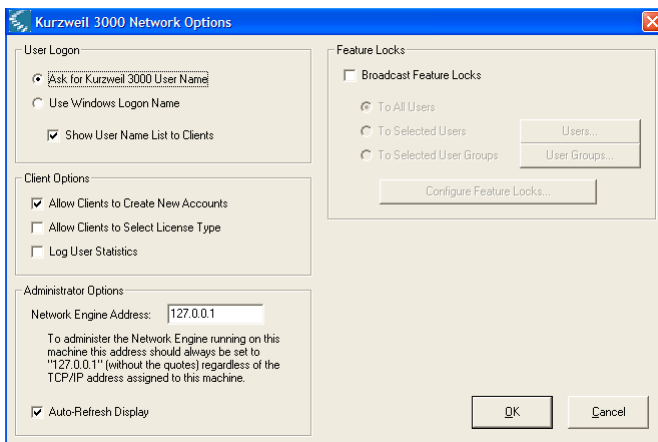 Kurzweil 3000 Network Options
User Logon
Ask for Kurzweil 3000 User Name
Use Windows Logon Name
Show User Name List to Clients
Client Options
Allow Clients to Create New Accounts
Allow Clients to Select License Type
Log User Statistics
Administrator Options
Network Engine Address: 127.0.0.1
To administer the Network Engine running on this
machine this address should always be set to
"127.0.0.1" (without the quotes) regardless of the
TCP/IP address assigned to this machine.
Auto-Refresh Display
Feature Locks
Broadcast Feature Locks
To All Users
To Selected Users Users...
To Selected User Groups User Groups...
Configure Feature Locks...
OK Cancel